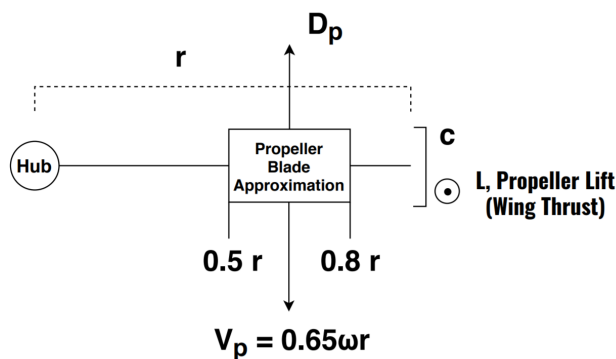 Dₚ
r
Hub
Propeller
Blade
Approximation
c
L, Propeller Lift
(Wing Thrust)
0.5 r
0.8 r
Vₚ = 0.65ωr